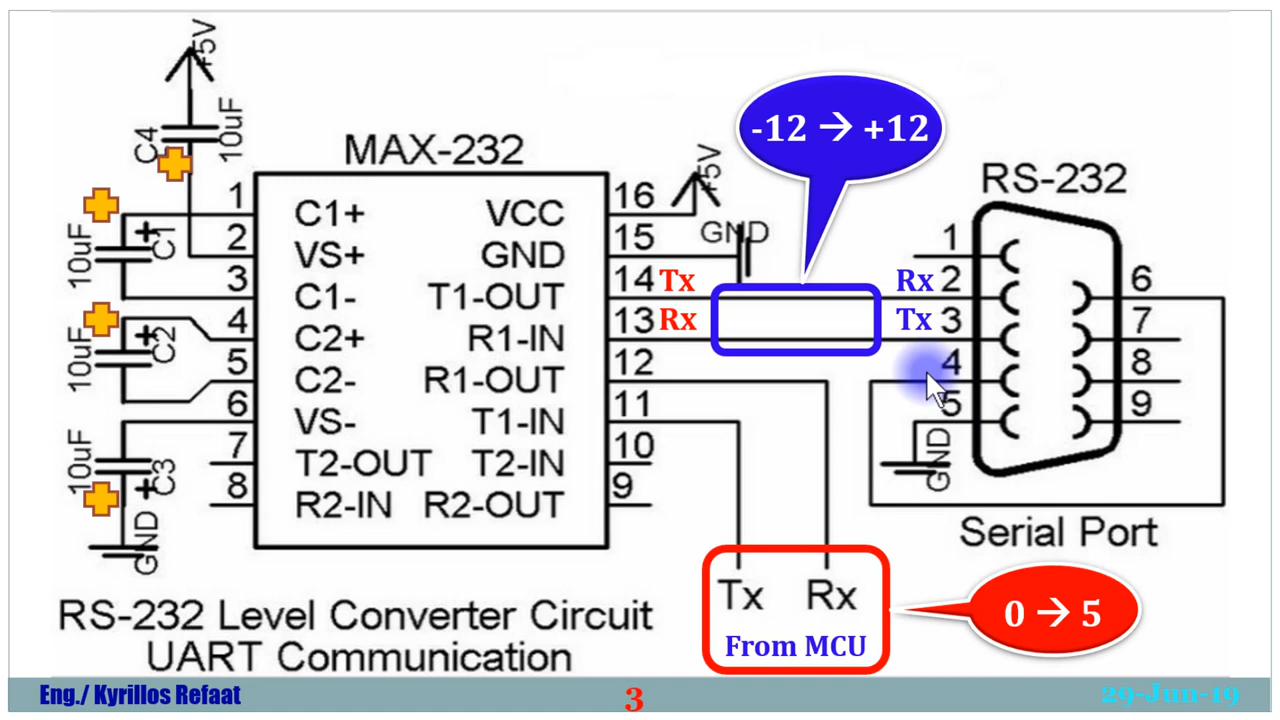 +5V
C4
10uF
MAX-232
-12 → +12
RS-232
+5V
GND
1
2
3
4
5
6
7
8
C1+
VS+
C1-
C2+
C2-
VS-
T2-OUT
R2-IN
VCC
GND
T1-OUT
R1-IN
R1-OUT
T1-IN
T2-IN
R2-OUT
16
15
14
13
12
11
10
9
Tx
Rx
Rx
Tx
1
2
3
4
5
6
7
8
9
10uF
+
C1
10uF
+
C2
10uF
+
C3
GND
GND
Serial Port
Tx Rx
From MCU
0 → 5
RS-232 Level Converter Circuit
UART Communication
Eng./ Kyrillos Refaat
3
29-Jun-19